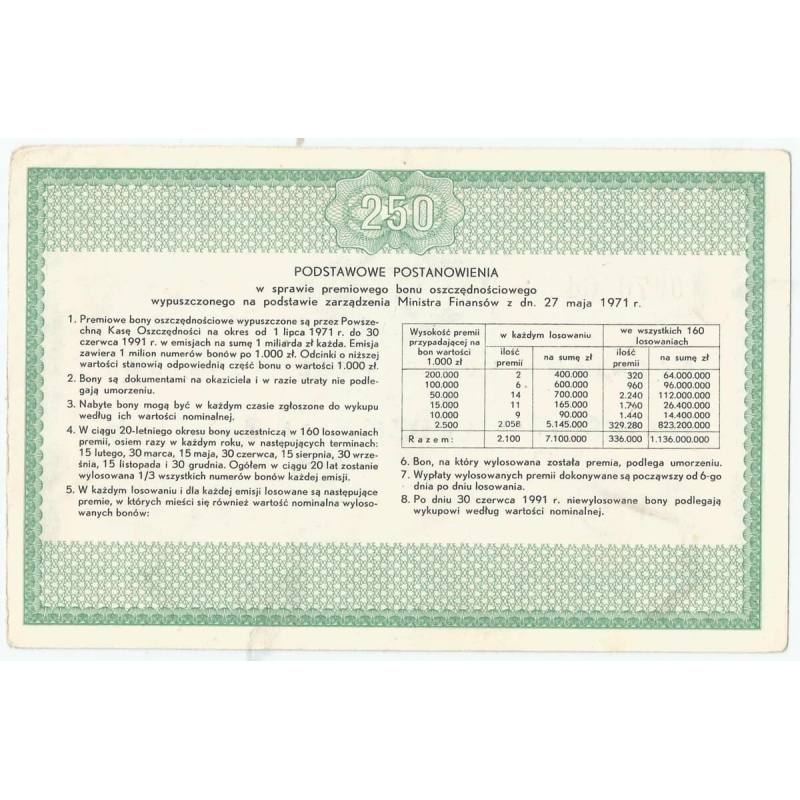 250
PODSTAWOWE POSTANOWIENIA
w sprawie premiowego bonu oszczędnościowego
wypuszczonego na podstawie zarządzenia Ministra Finansów z dn. 27 maja 1971 r.
1. Premiowe bony oszczędnościowe wypuszczone są przez Powsze-
chną Kasę Oszczędności na okres od 1 lipca 1971 r. do 30
czerwca 1991 r. w emisjach na sumę 1 miliarda zł każda. Emisja
zawiera 1 milion numerów bonów po 1.000 zł. Odcinki o niższej
wartości stanowią odpowiednią część bonu o wartości 1.000 zł.
2. Bony są dokumentami na okaziciela i w razie utraty nie podle-
gają umorzeniu.
3. Nabyte bony mogą być w każdym czasie zgłoszone do wykupu
według ich wartości nominalnej.
4. W ciągu 20-letniego okresu bony uczestniczą w 160 losowaniach
premii, osiem razy w każdym roku, w następujących terminach:
15 lutego, 30 marca, 15 maja, 30 czerwca, 15 sierpnia, 30 wrze-
śnia, 15 listopada i 30 grudnia. Ogółem w ciągu 20 lat zostanie
wylosowana 1/3 wszystkich numerów bonów każdej emisji.
5. W każdym losowaniu i dla każdej emisji losowane są następujące
premie, w których mieści się również wartość nominalna wyloso-
wanych bonów:
Wysokość premii w każdym losowaniu we wszystkich 160
przypadającej na losowaniach
bon wartości ilość na sumę zł ilość na sumę zł
1.000 zł premii premii
200.000 2 400.000 320 64.000.000
100.000 6 600.000 960 96.000.000
50.000 14 700.000 2.240 112.000.000
15.000 11 165.000 1.760 26.400.000
10.000 9 90.000 1.440 14.400.000
2.500 2.058 5.145.000 329.280 823.200.000
Razem: 2.100 7.100.000 336.000 1.136.000.000
6. Bon, na który wylosowana została premia, podlega umorzeniu.
7. Wypłaty wylosowanych premii dokonywane są począwszy od 6-go
dnia po dniu losowania.
8. Po dniu 30 czerwca 1991 r. niewylosowane bony podlegają
wykupowi według wartości nominalnej.